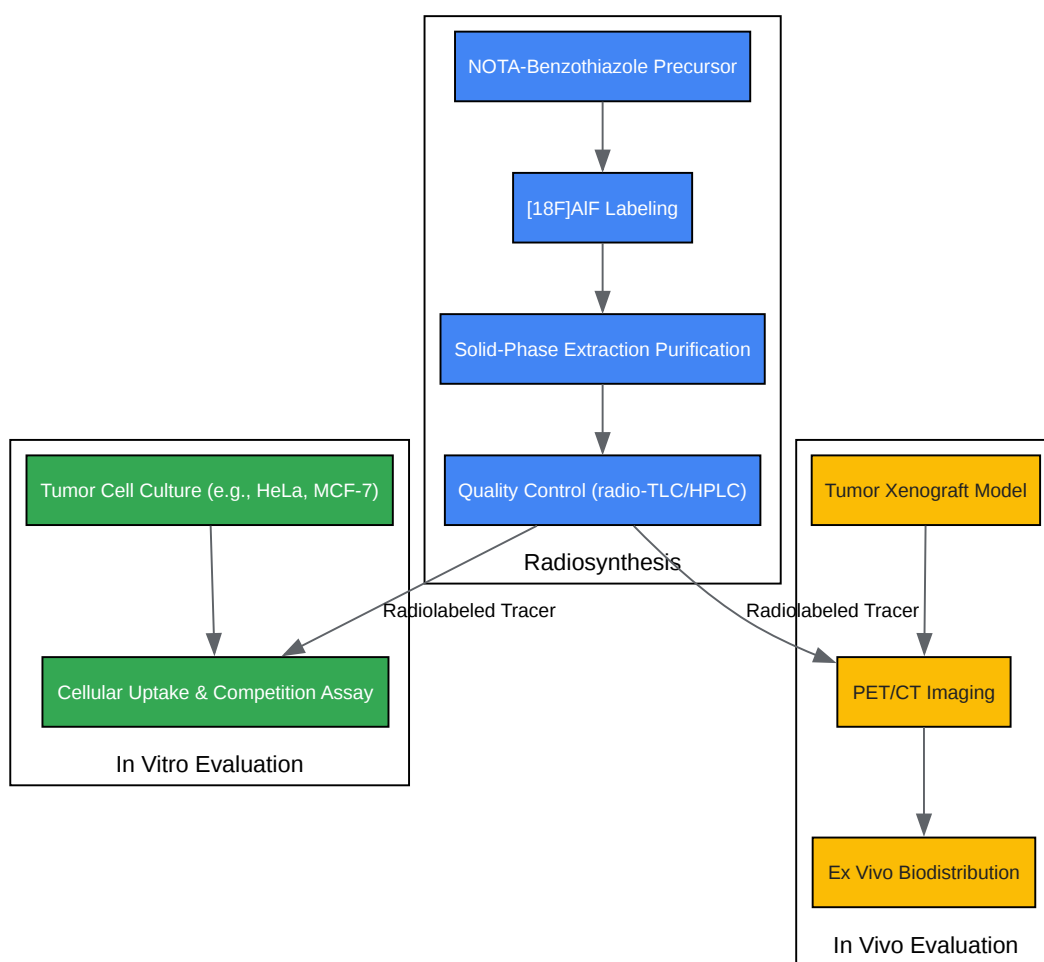 NOTA-Benzothiazole Precursor
[18F]AlF Labeling
Solid-Phase Extraction Purification
Quality Control (radio-TLC/HPLC)
Radiosynthesis
Tumor Cell Culture (e.g., HeLa, MCF-7)
Tumor Xenograft Model
Radiolabeled Tracer
Radiolabeled Tracer
Cellular Uptake & Competition Assay
In Vitro Evaluation
PET/CT Imaging
Ex Vivo Biodistribution
In Vivo Evaluation